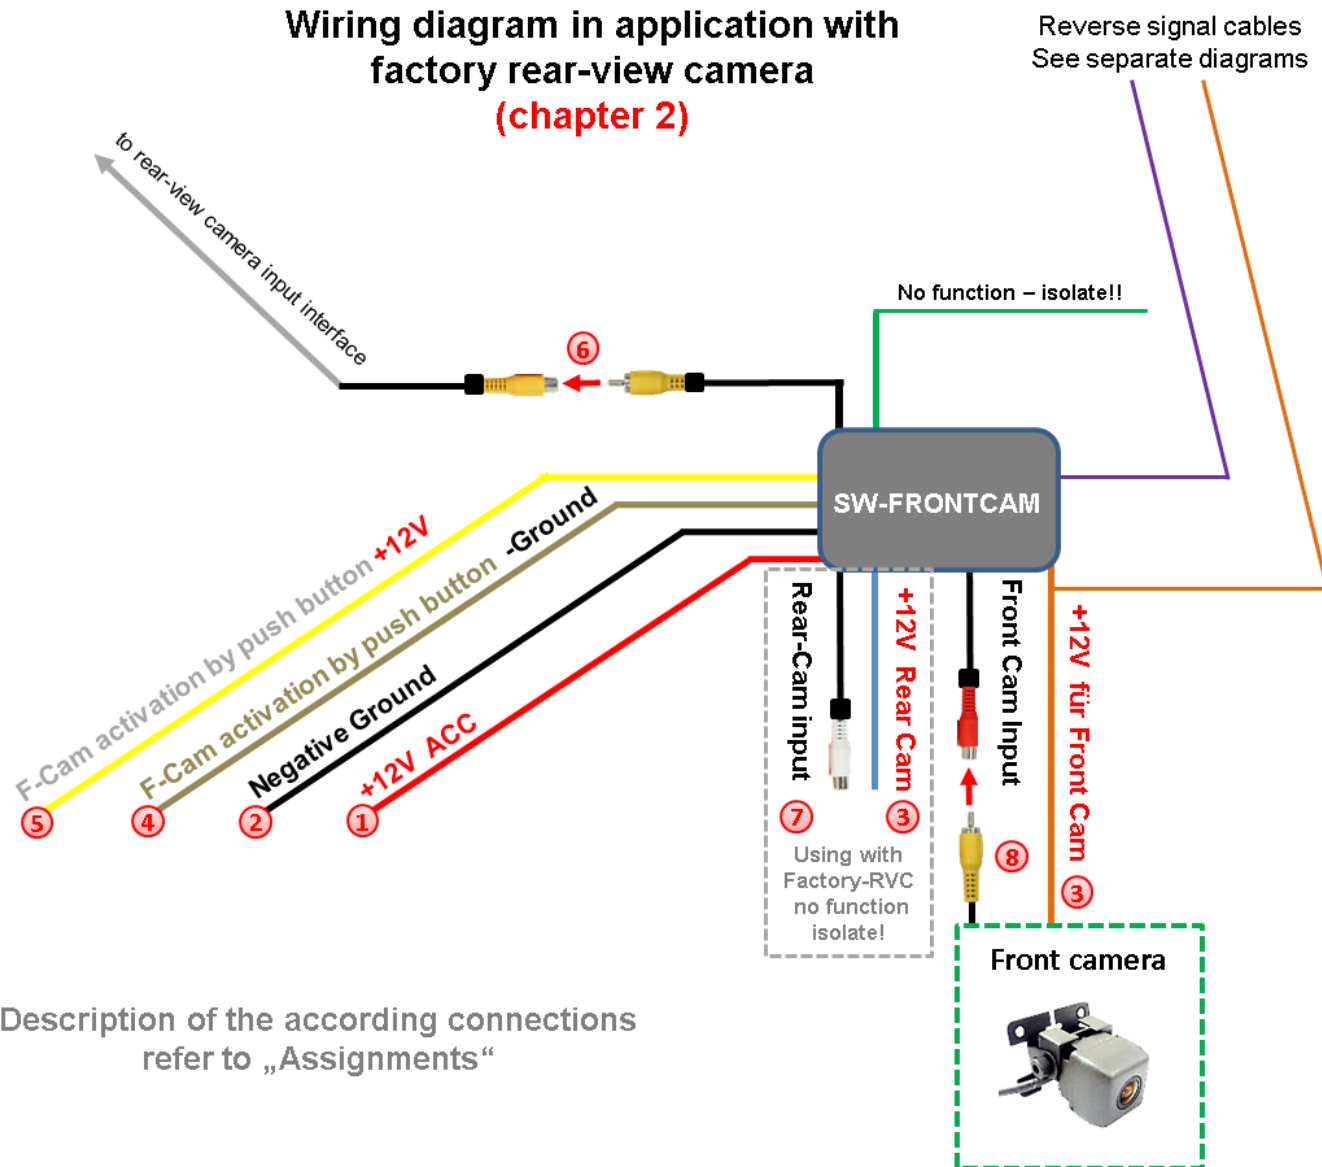 Wiring diagram in application with
factory rear-view camera
(chapter 2)
Reverse signal cables
See separate diagrams
to rear-view camera input interface
No function – isolate!!
6
SW-FRONTCAM
F-Cam activation by push button +12V
F-Cam activation by push button -Ground
Negative Ground
+12V ACC
5
4
2
1
Rear-Cam input
+12V Rear Cam
Front Cam Input
+12V für Front Cam
7
3
8
3
Using with
Factory-RVC
no function
isolate!
Front camera
Description of the according connections
refer to „Assignments“